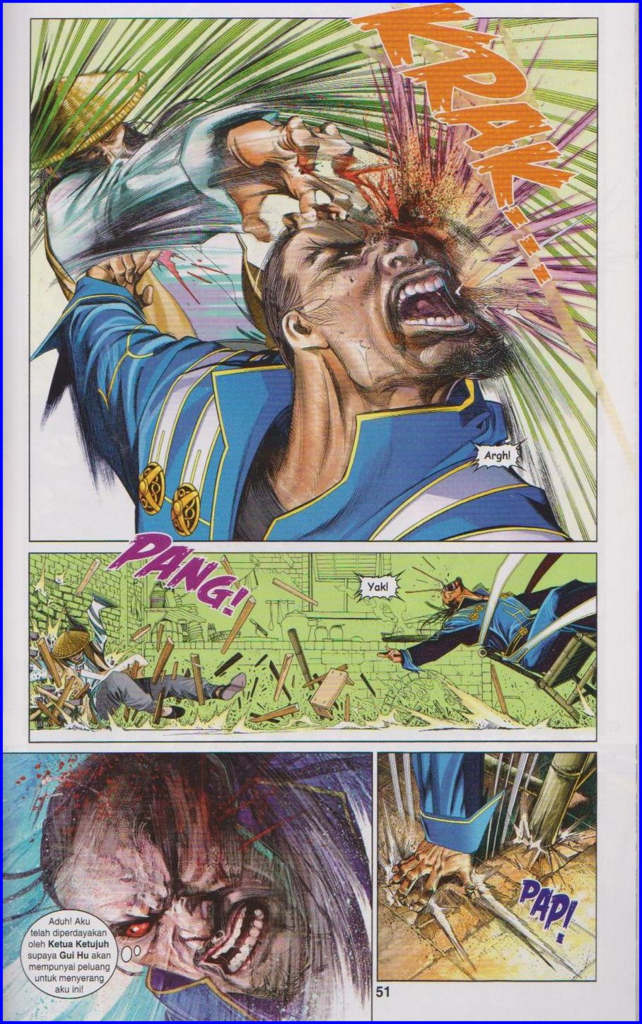 KRAK....
Argh!
PANG!
Yak!
Aduh! Aku
telah diperdayakan
oleh Ketua Ketujuh
supaya Gui Hu akan
mempunyai peluang
untuk menyerang
aku ini!
PAP!
51